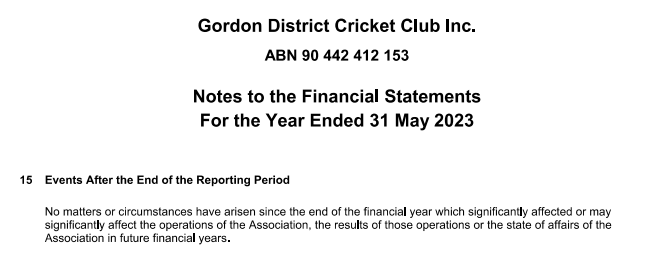 Gordon District Cricket Club Inc.
ABN 90 442 412 153
Notes to the Financial Statements
For the Year Ended 31 May 2023
15 Events After the End of the Reporting Period
No matters or circumstances have arisen since the end of the financial year which significantly affected or may
significantly affect the operations of the Association, the results of those operations or the state of affairs of the
Association in future financial years.